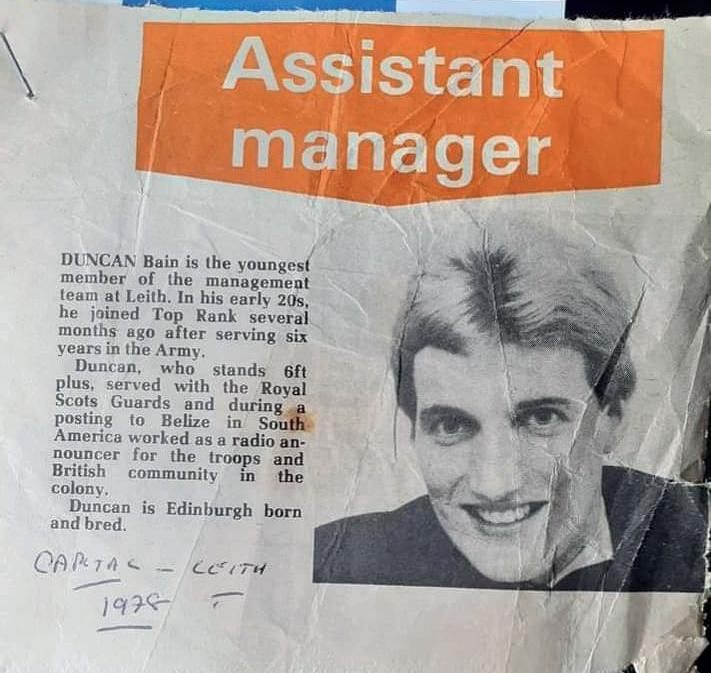 Assistant
manager
DUNCAN Bain is the youngest
member of the management
team at Leith. In his early 20s,
he joined Top Rank several
months ago after serving six
years in the Army.
Duncan, who stands 6ft
plus, served with the Royal
Scots Guards and during a
posting to Belize in South
America worked as a radio an-
nouncer for the troops and
British community in the
colony.
Duncan is Edinburgh born
and bred.
CAPITAL - LEITH
1978